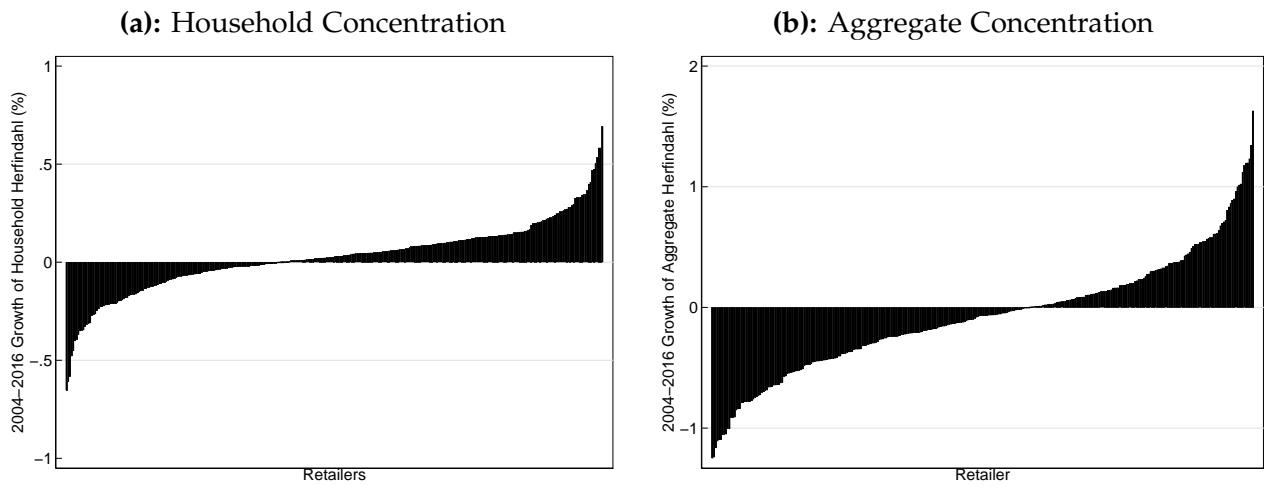 (a): Household Concentration
2004–2016 Growth of Household Herfindahl (%)
1
.5
0
–.5
–1
Retailers
(b): Aggregate Concentration
2004–2016 Growth of Aggregate Herfindahl (%)
2
1
0
–1
Retailer